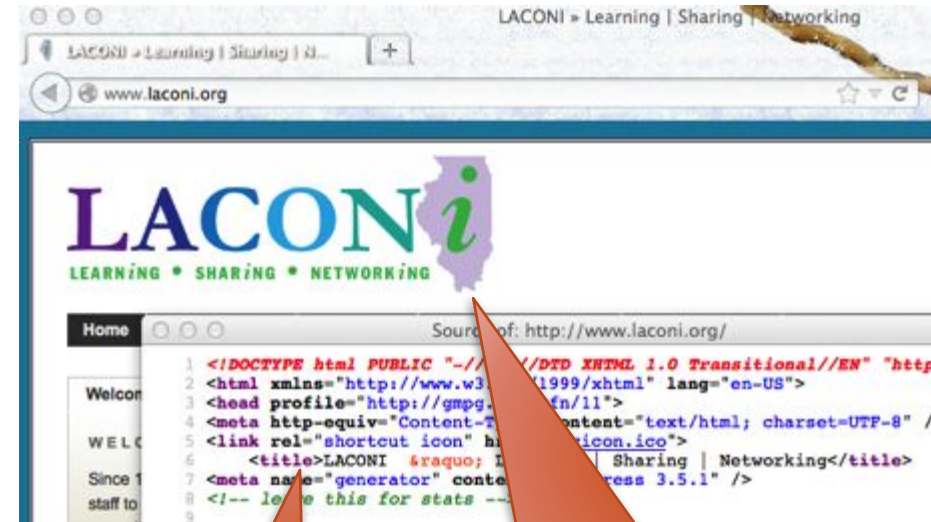 LACONI » Learning | Sharing | Networking
LACONI » Learning | Sharing | N...
+
www.laconi.org
LACONi
LEARNiNG • SHARiNG • NETWORKiNG
Home
Source of: http://www.laconi.org/
1 <!DOCTYPE html PUBLIC "-// //DTD XHTML 1.0 Transitional//EN" "http
2 <html xmlns="http://www.w3. /1999/xhtml" lang="en-US">
Welcom
3 <head profile="http://gmpg. fn/11">
4 <meta http-equiv="Content-T ontent="text/html; charset=UTF-8" /
WELC
5 <link rel="shortcut icon" h icon.ico">
6 <title>LACONI &raquo; L | Sharing | Networking</title>
Since 1
7 <meta name="generator" conte ress 3.5.1" />
staff to
8 <!-- leave this for stats --
9